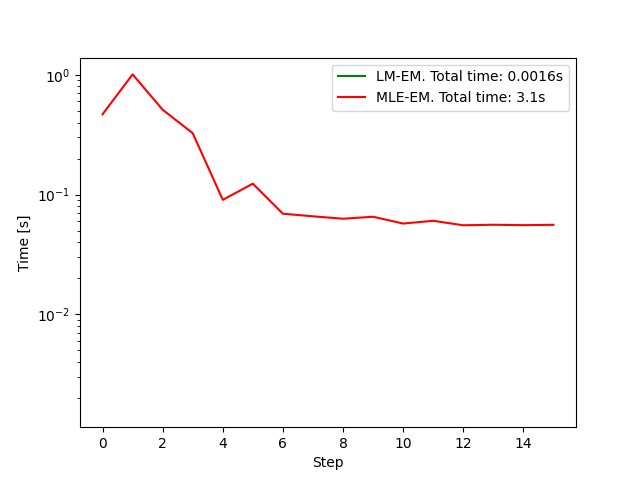 LM-EM. Total time: 0.0016s
MLE-EM. Total time: 3.1s
10⁰
10⁻¹
10⁻²
Time [s]
0 2 4 6 8 10 12 14
Step